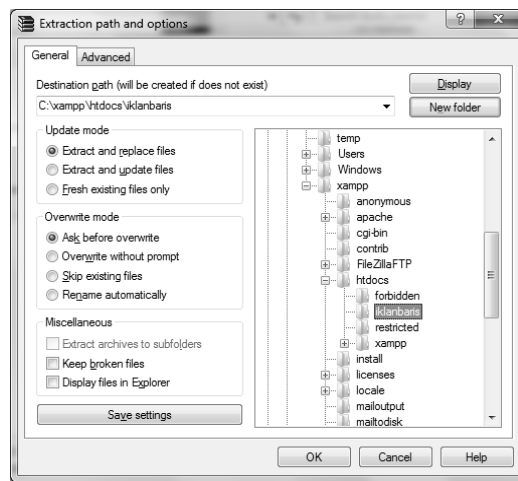 Extraction path and options
General
Advanced
Destination path (will be created if does not exist)
C:\xampp\htdocs\iklanbaris
Display
New folder
Update mode
Extract and replace files
Extract and update files
Fresh existing files only
Overwrite mode
Ask before overwrite
Overwrite without prompt
Skip existing files
Rename automatically
Miscellaneous
Extract archives to subfolders
Keep broken files
Display files in Explorer
Save settings
temp
Users
Windows
xampp
anonymous
apache
cgi-bin
contrib
FileZillaFTP
htdocs
forbidden
iklanbaris
restricted
xampp
install
licenses
locale
mailoutput
mailtodisk
OK
Cancel
Help